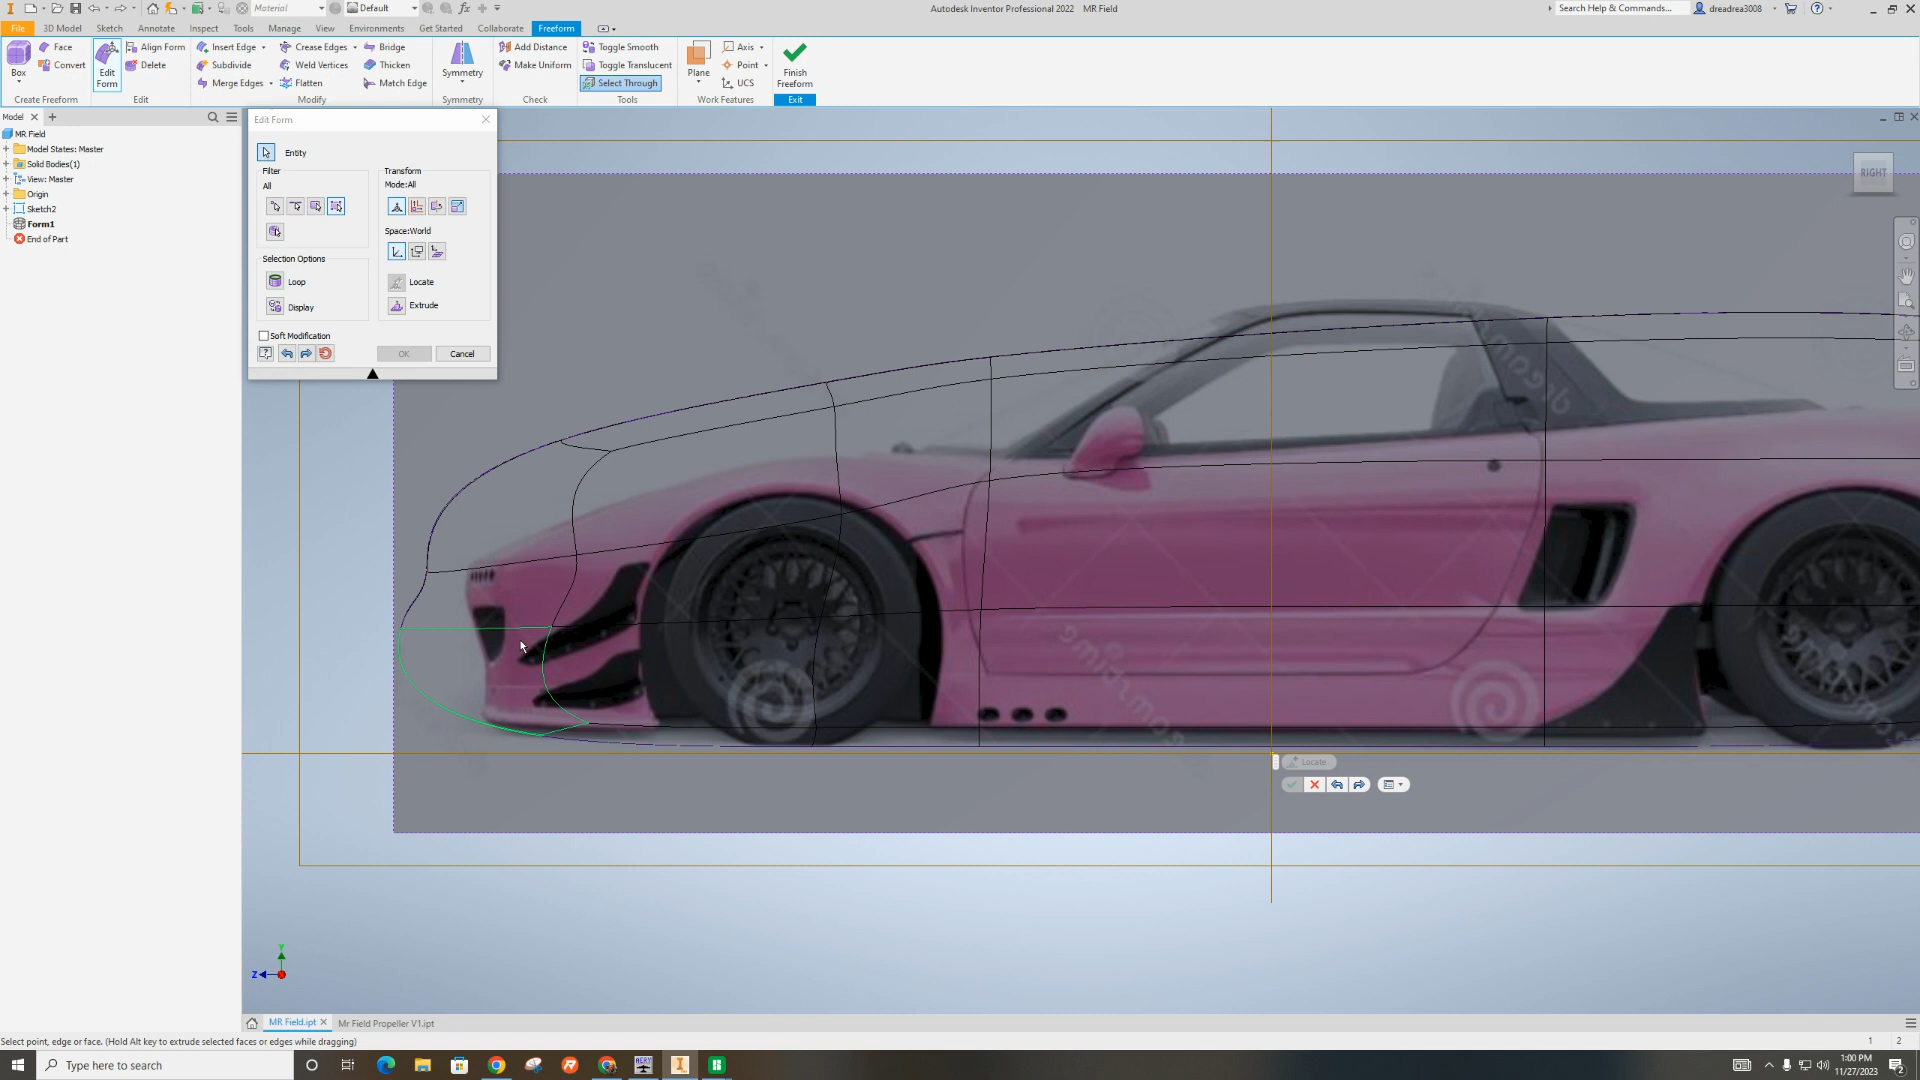 Material
Default
Autodesk Inventor Professional 2022 MR Field
Search Help & Commands...
dreadrea3008
File
3D Model
Sketch
Annotate
Inspect
Tools
Manage
View
Environments
Get Started
Collaborate
Freeform
Box
Face
Convert
Edit Form
Align Form
Delete
Insert Edge
Subdivide
Merge Edges
Crease Edges
Weld Vertices
Flatten
Bridge
Thicken
Match Edge
Symmetry
Add Distance
Make Uniform
Toggle Smooth
Toggle Translucent
Select Through
Plane
Axis
Point
UCS
Finish Freeform
Create Freeform
Edit
Modify
Symmetry
Check
Tools
Work Features
Exit
Model
MR Field
Model States: Master
Solid Bodies(1)
View: Master
Origin
Sketch2
Form1
End of Part
Edit Form
Entity
Filter
All
Transform
Mode:All
Space:World
Selection Options
Loop
Locate
Display
Extrude
Soft Modification
OK
Cancel
RIGHT
Locate
Y
Z
MR Field.ipt
Mr Field Propeller V1.ipt
Select point, edge or face. (Hold Alt key to extrude selected faces or edges while dragging)
1 2
Type here to search
1:00 PM
11/27/2023
2